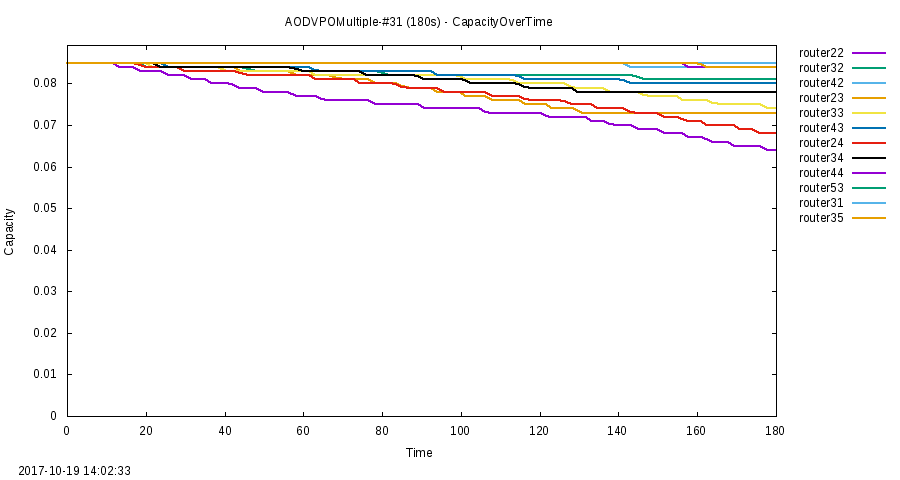 AODVPOMultiple-#31 (180s) - CapacityOverTime
router22
router32
router42
router23
router33
router43
router24
router34
router44
router53
router31
router35
0.08
0.07
0.06
0.05
0.04
0.03
0.02
0.01
0
Capacity
0 20 40 60 80 100 120 140 160 180
Time
2017-10-19 14:02:33